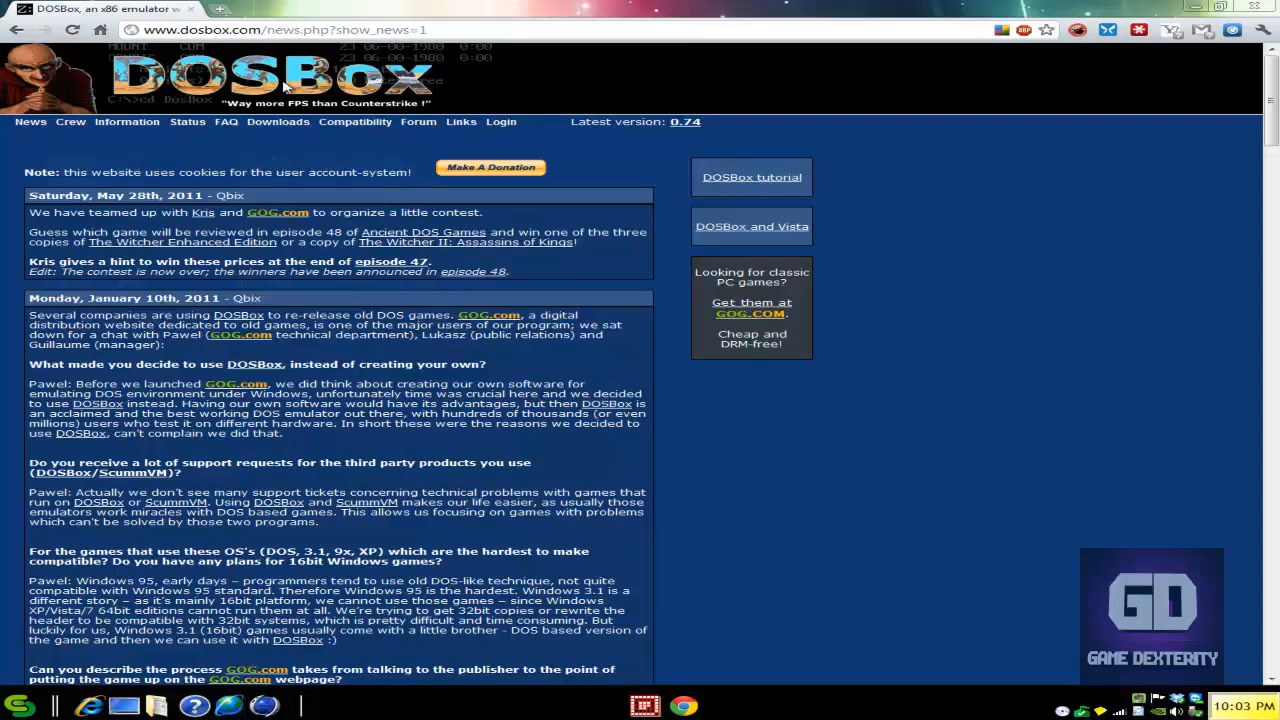 DOSBox, an x86 emulator w
www.dosbox.com/news.php?show_news=1
MOUNT COM 23 06-00-1980 0:00
23 06-00-1980 0:00
DOSBox
C:\>cd DosBox
"Way more FPS than Counterstrike !"
News Crew Information Status FAQ Downloads Compatibility Forum Links Login Latest version: 0.74
Note: this website uses cookies for the user account-system! Make A Donation
DOSBox tutorial
Saturday, May 28th, 2011 - Qbix
We have teamed up with Kris and GOG.com to organize a little contest.
Guess which game will be reviewed in episode 48 of Ancient DOS Games and win one of the three
copies of The Witcher Enhanced Edition or a copy of The Witcher II: Assassins of Kings!
Kris gives a hint to win these prices at the end of episode 47.
Edit: The contest is now over; the winners have been announced in episode 48.
DOSBox and Vista
Looking for classic
PC games?
Get them at
GOG.COM.
Cheap and
DRM-free!
Monday, January 10th, 2011 - Qbix
Several companies are using DOSBox to re-release old DOS games. GOG.com, a digital
distribution website dedicated to old games, is one of the major users of our program; we sat
down for a chat with Pawel (GOG.com technical department), Lukasz (public relations) and
Guillaume (manager):
What made you decide to use DOSBox, instead of creating your own?
Pawel: Before we launched GOG.com, we did think about creating our own software for
emulating DOS environment under Windows, unfortunately time was crucial here and we decided
to use DOSBox instead. Having our own software would have its advantages, but then DOSBox is
an acclaimed and the best working DOS emulator out there, with hundreds of thousands (or even
millions) users who test it on different hardware. In short these were the reasons we decided to
use DOSBox, can't complain we did that.
Do you receive a lot of support requests for the third party products you use
(DOSBox/ScummVM)?
Pawel: Actually we don't see many support tickets concerning technical problems with games that
run on DOSBox or ScummVM. Using DOSBox and ScummVM makes our life easier, as usually those
emulators work miracles with DOS based games. This allows us focusing on games with problems
which can't be solved by those two programs.
For the games that use these OS's (DOS, 3.1, 9x, XP) which are the hardest to make
compatible? Do you have any plans for 16bit Windows games?
Pawel: Windows 95, early days – programmers tend to use old DOS-like technique, not quite
compatible with Windows 95 standard. Therefore Windows 95 is the hardest. Windows 3.1 is a
different story – as it's mainly 16bit platform, we cannot use those games – since Windows
XP/Vista/7 64bit editions cannot run them at all. We're trying to get 32bit copies or rewrite the
header to be compatible with 32bit systems, which is pretty difficult and time consuming. But
luckily for us, Windows 3.1 (16bit) games usually come with a little brother - DOS based version of
the game and then we can use it with DOSBox :)
Can you describe the process GOG.com takes from talking to the publisher to the point of
putting the game up on the GOG.com webpage?
GD
GAME DEXTERITY
10:03 PM